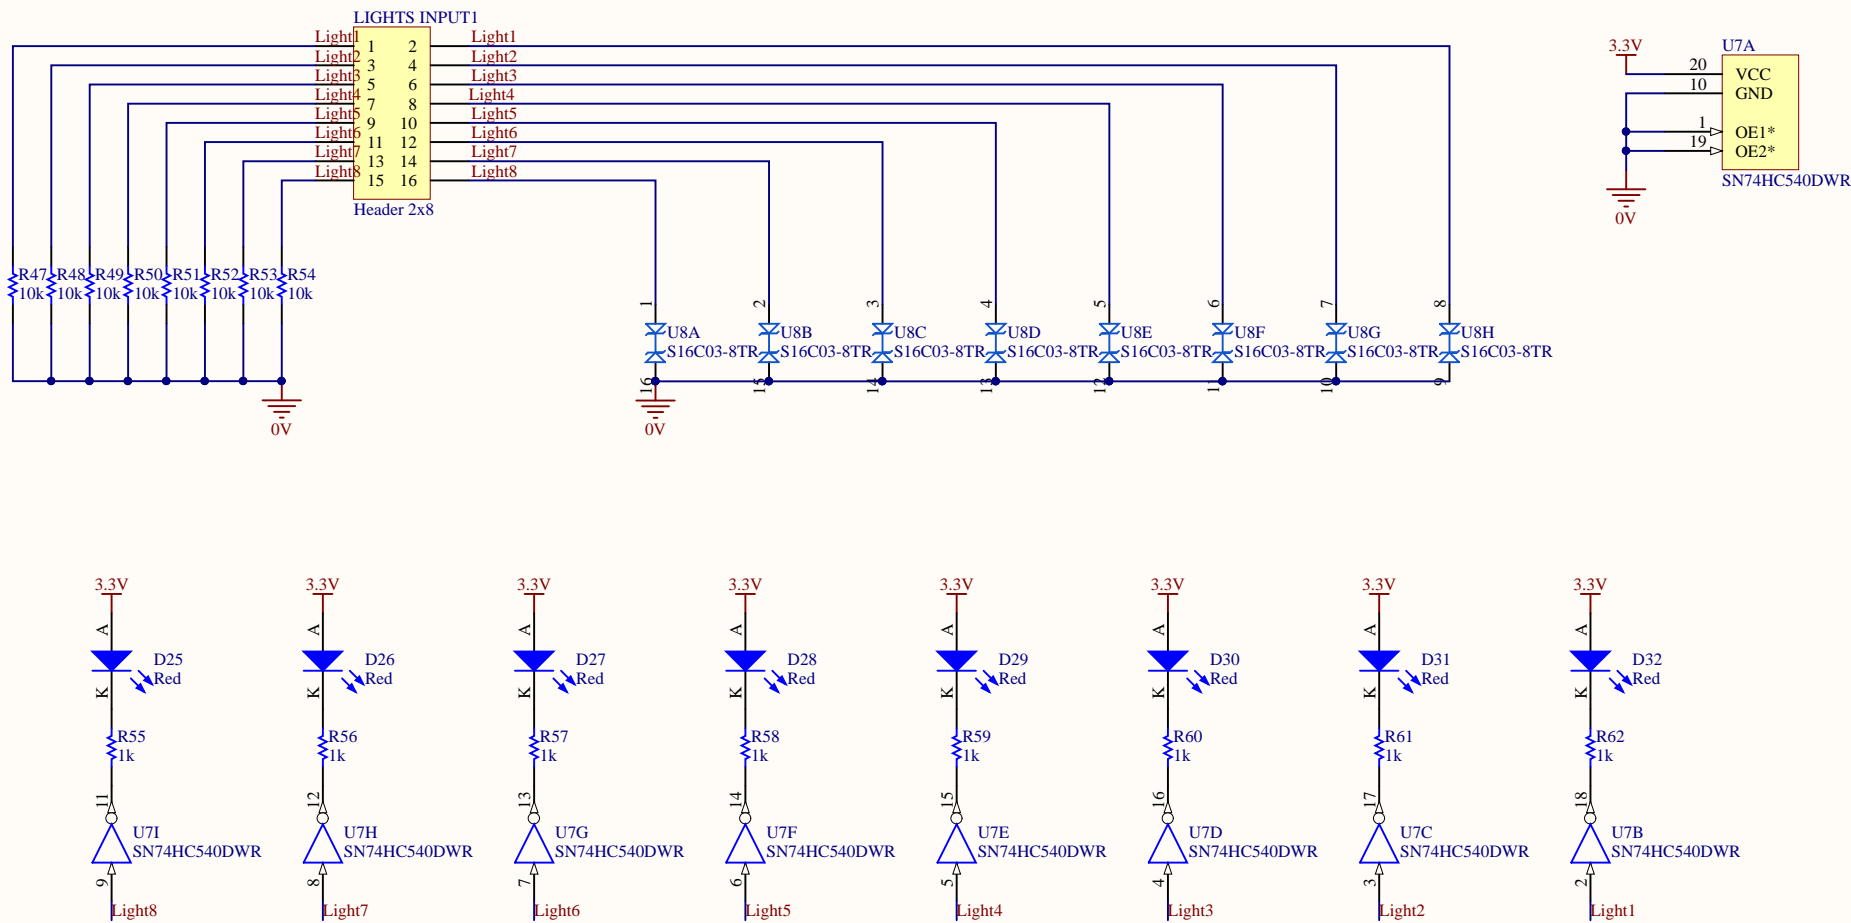 LIGHTS INPUT1
Light1 1 2 Light1
Light2 3 4 Light2
Light3 5 6 Light3
Light4 7 8 Light4
Light5 9 10 Light5
Light6 11 12 Light6
Light7 13 14 Light7
Light8 15 16 Light8
Header 2x8
3.3V
U7A
20 VCC
10 GND
1 OE1*
19 OE2*
SN74HC540DWR
0V
R47 R48 R49 R50 R51 R52 R53 R54
10k 10k 10k 10k 10k 10k 10k 10k
0V
1 2 3 4 5 6 7 8
U8A U8B U8C U8D U8E U8F U8G U8H
S16C03-8TR S16C03-8TR S16C03-8TR S16C03-8TR S16C03-8TR S16C03-8TR S16C03-8TR S16C03-8TR
16 15 14 13 12 11 10 9
0V
3.3V 3.3V 3.3V 3.3V 3.3V 3.3V 3.3V 3.3V
A A A A A A A A
D25 D26 D27 D28 D29 D30 D31 D32
Red Red Red Red Red Red Red Red
K K K K K K K K
R55 R56 R57 R58 R59 R60 R61 R62
1k 1k 1k 1k 1k 1k 1k 1k
11 12 13 14 15 16 17 18
U7I U7H U7G U7F U7E U7D U7C U7B
SN74HC540DWR SN74HC540DWR SN74HC540DWR SN74HC540DWR SN74HC540DWR SN74HC540DWR SN74HC540DWR SN74HC540DWR
9 8 7 6 5 4 3 2
Light8 Light7 Light6 Light5 Light4 Light3 Light2 Light1